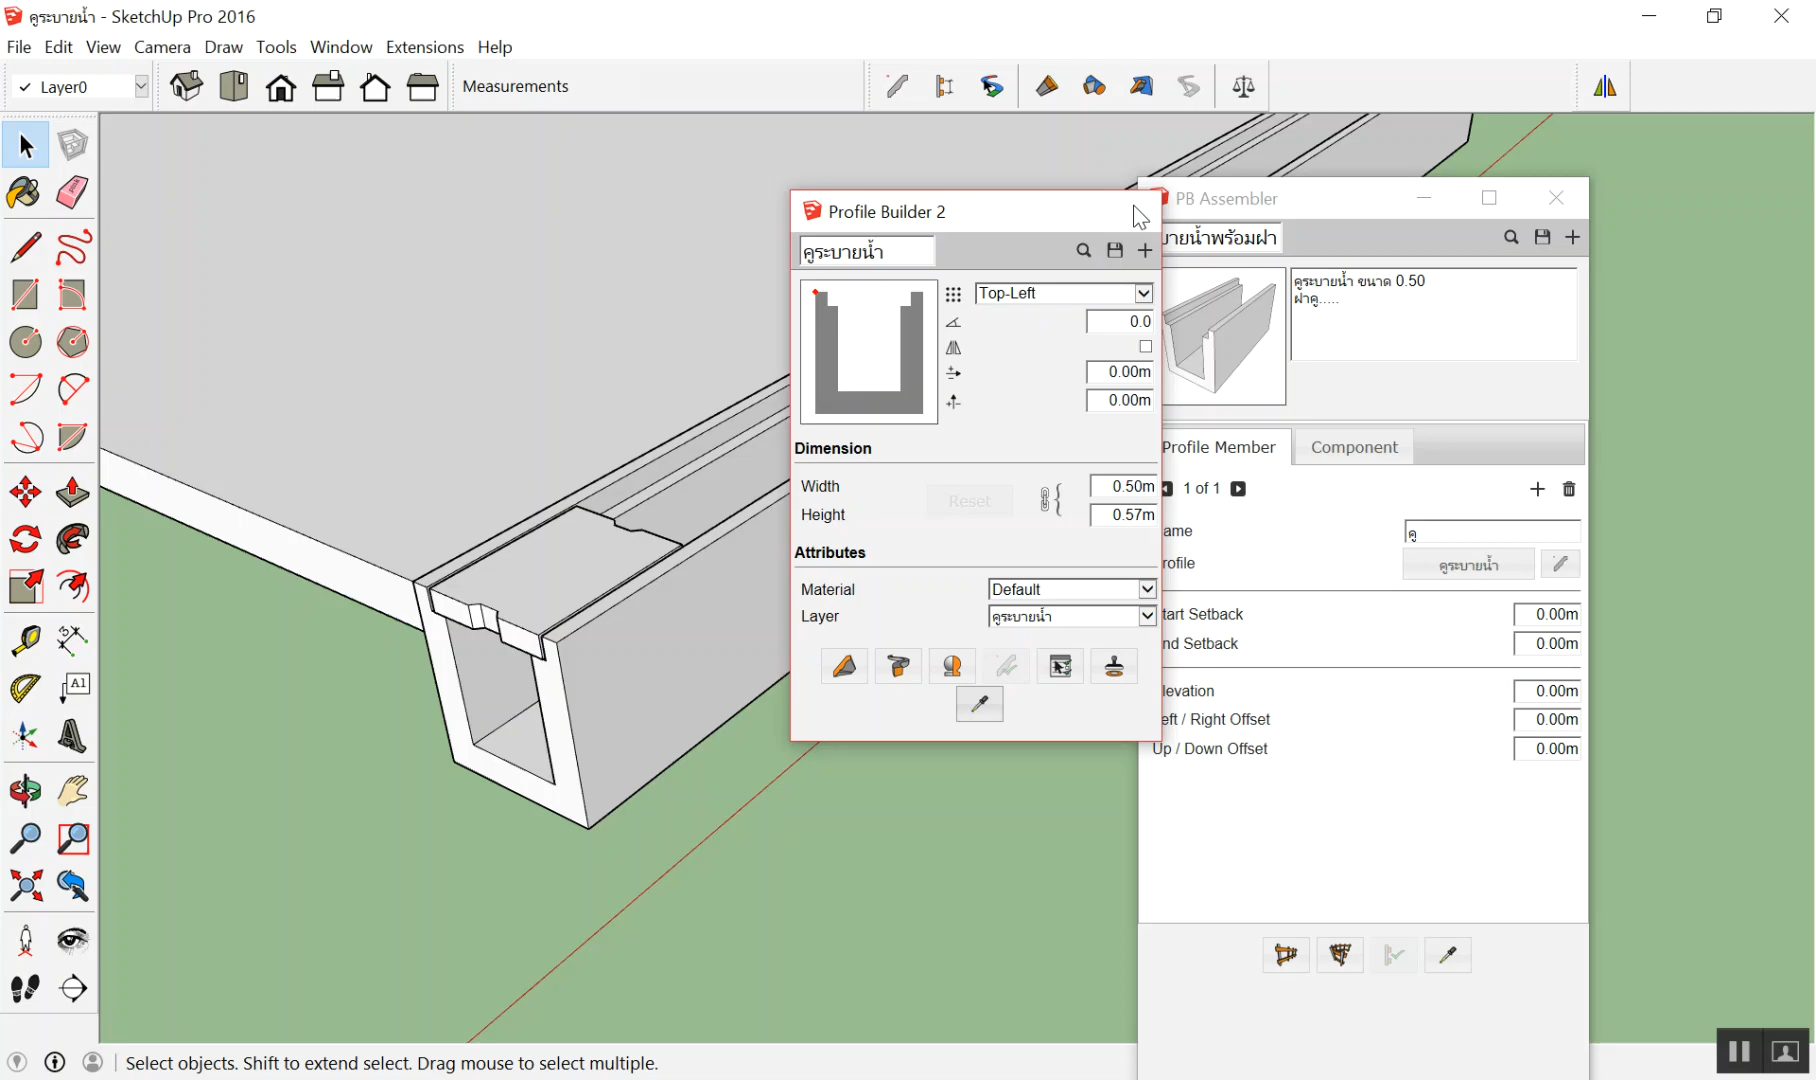 คูระบายน้ำ - SketchUp Pro 2016
File Edit View Camera Draw Tools Window Extensions Help
Layer0
Measurements
Profile Builder 2
คูระบายน้ำ
Top-Left
0.0
0.00m
0.00m
Dimension
Width 0.50m
Reset
Height 0.57m
Attributes
Material Default
Layer คูระบายน้ำ
PB Assembler
บายน้ำพร้อมฝา
คูระบายน้ำ ขนาด 0.50
ฝาคู.....
Profile Member Component
1 of 1
ame คู
rofile คูระบายน้ำ
tart Setback 0.00m
nd Setback 0.00m
levation 0.00m
eft / Right Offset 0.00m
Up / Down Offset 0.00m
A1
Select objects. Shift to extend select. Drag mouse to select multiple.